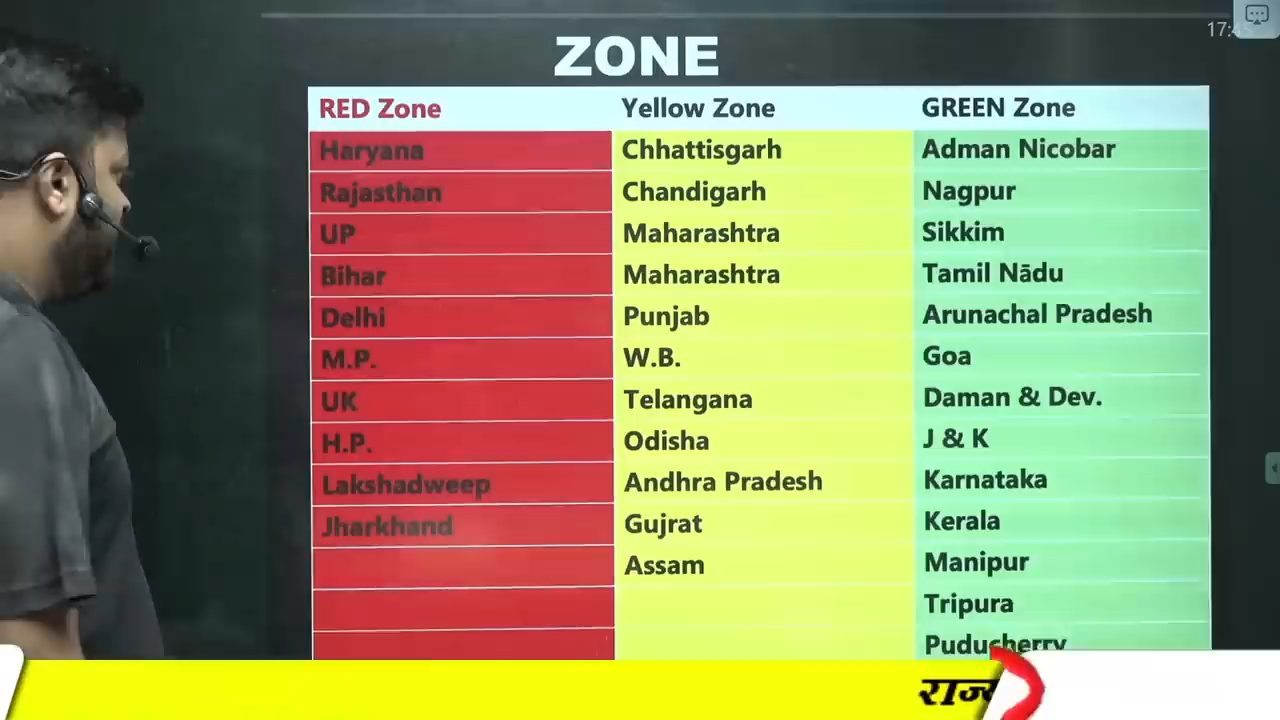 ZONE
RED Zone Yellow Zone GREEN Zone
Haryana Chhattisgarh Adman Nicobar
Rajasthan Chandigarh Nagpur
UP Maharashtra Sikkim
Bihar Maharashtra Tamil Nādu
Delhi Punjab Arunachal Pradesh
M.P. W.B. Goa
UK Telangana Daman & Dev.
H.P. Odisha J & K
Lakshadweep Andhra Pradesh Karnataka
Jharkhand Gujrat Kerala
Assam Manipur
Tripura
Puducherry